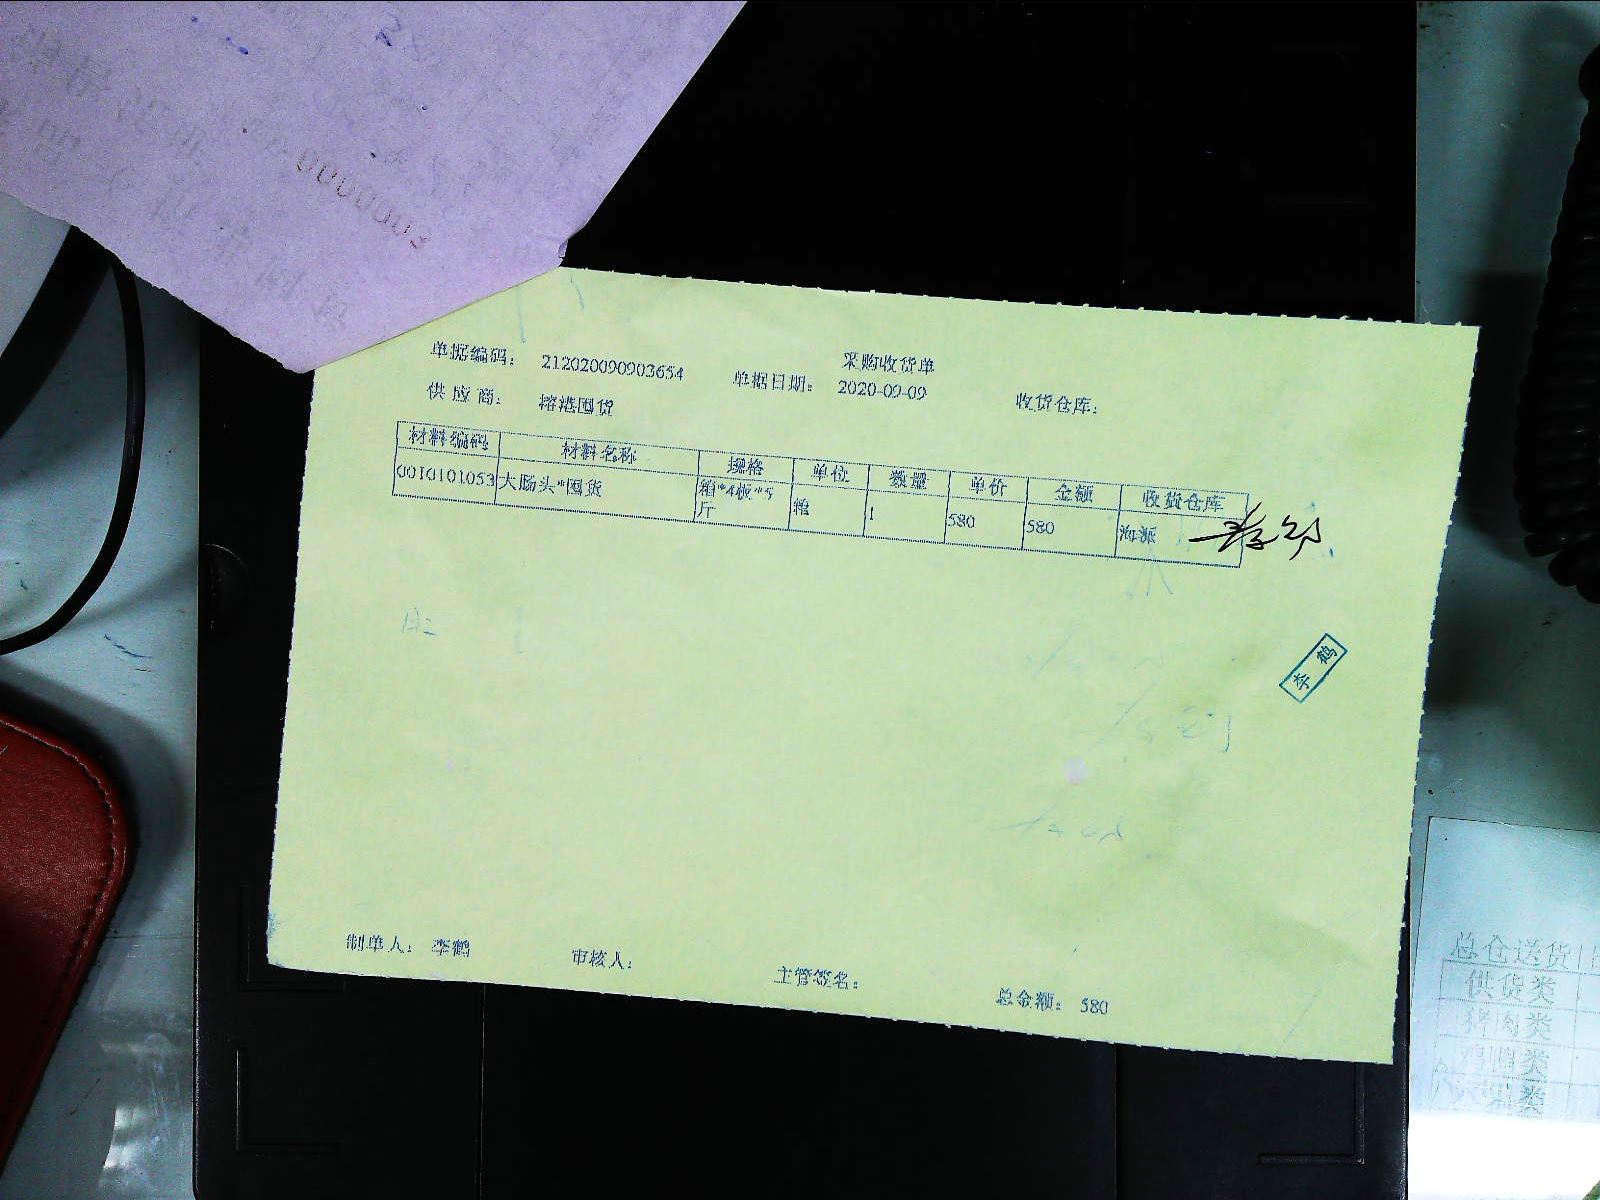 采购收货单
单据编码： 212020090903654 单据日期： 2020-09-09 收货仓库：
供应商： 榕港囤货
材料编码 材料名称 规格 单位 数量 单价 金额 收货仓库
0010101053 大肠头*囤货 箱*4板*5斤 箱 1 580 580 海派
李鹤
制单人： 李鹤 审核人： 主管签名： 总金额： 580
总仓送货
供货类
猪肉类
鸡鸭类